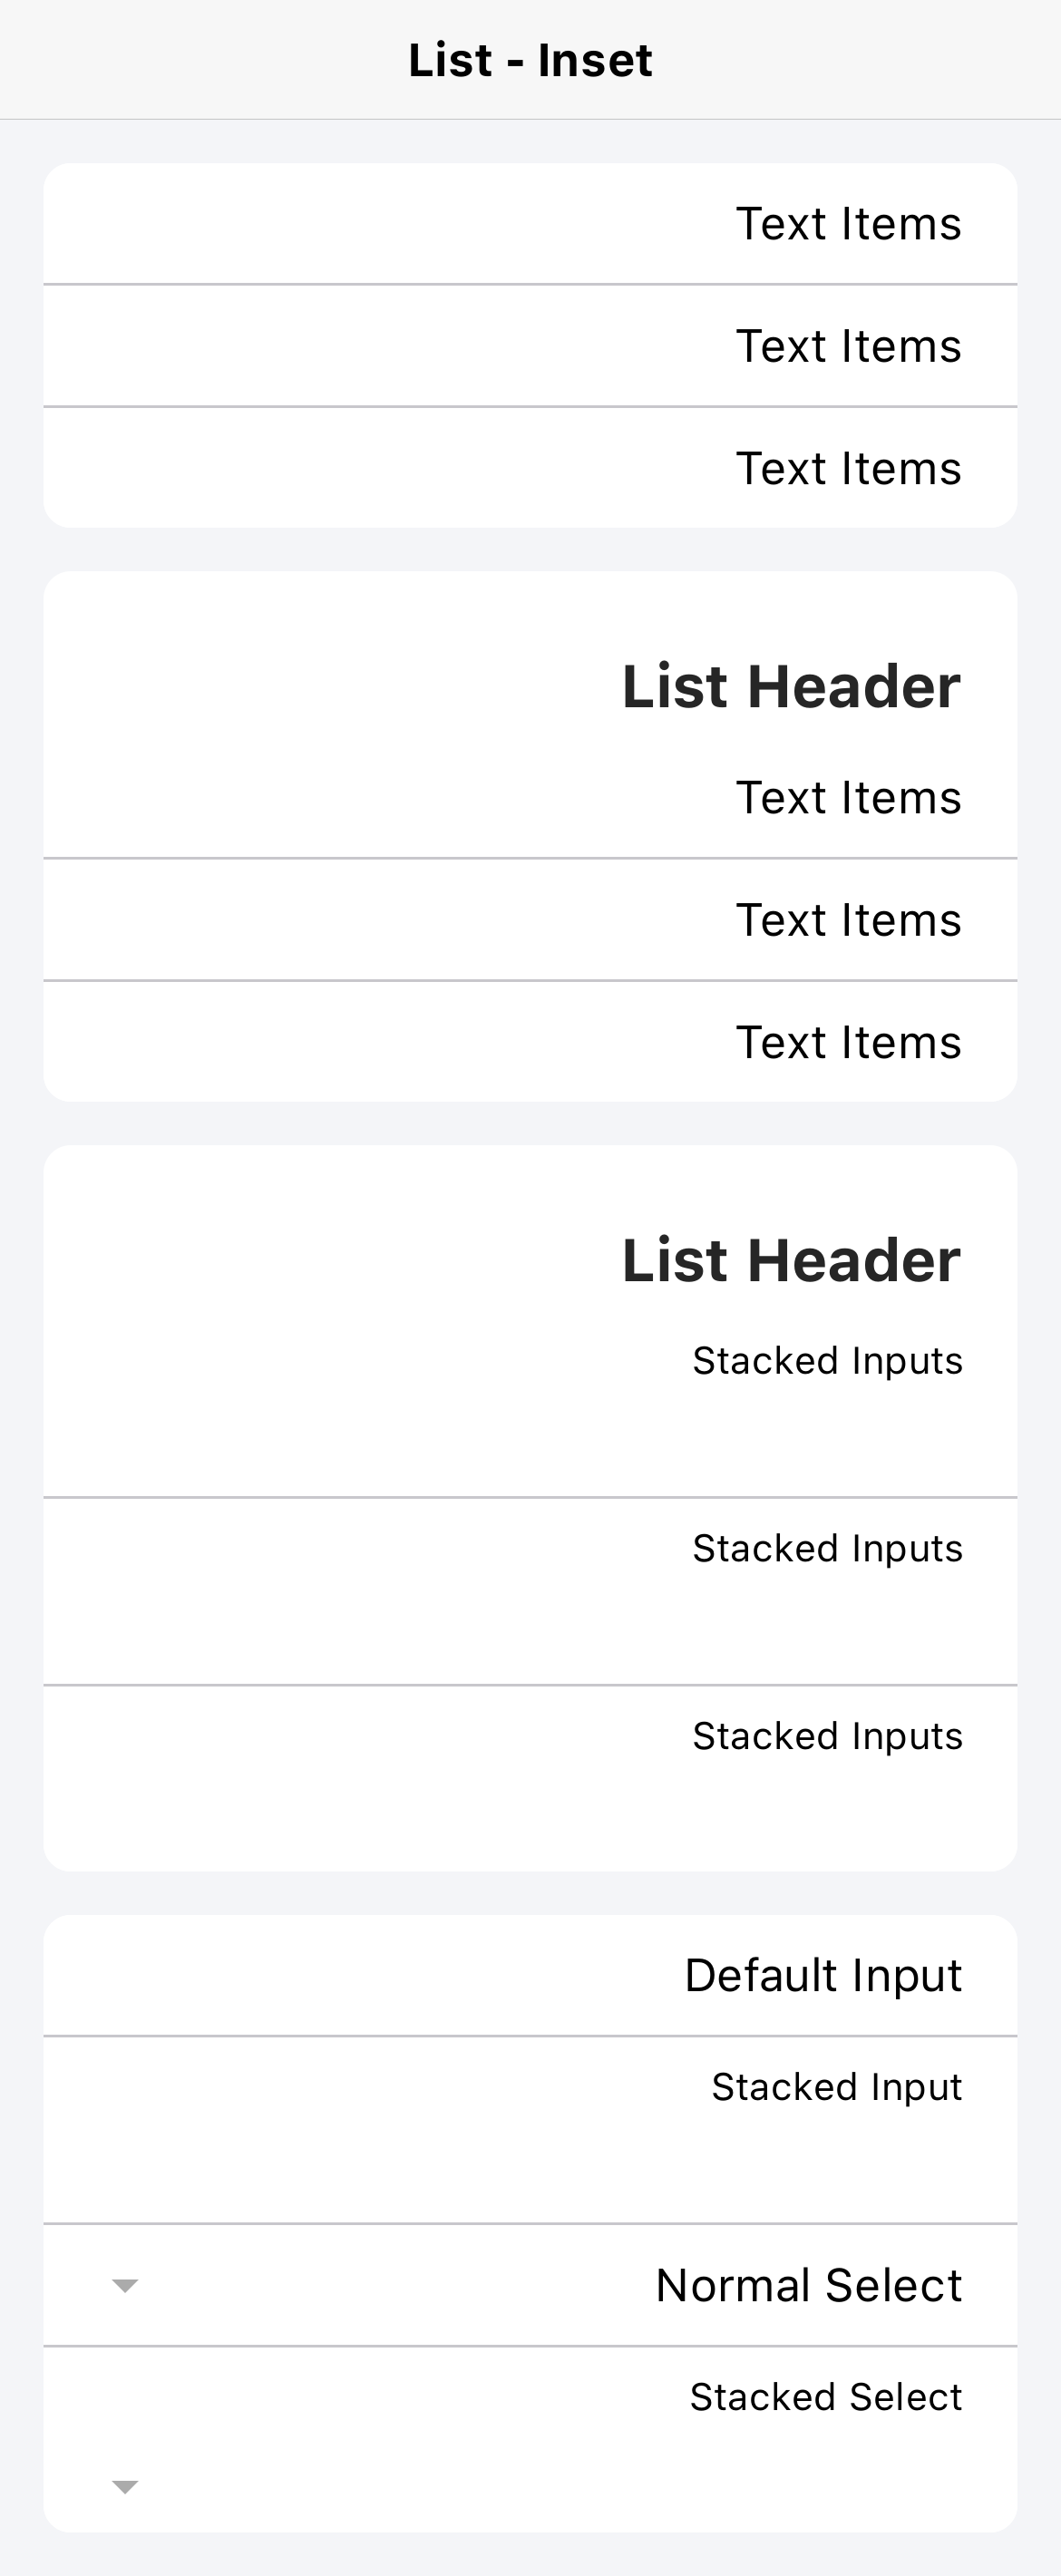 List - Inset
Text Items
Text Items
Text Items
List Header
Text Items
Text Items
Text Items
List Header
Stacked Inputs
Stacked Inputs
Stacked Inputs
Default Input
Stacked Input
Normal Select
Stacked Select